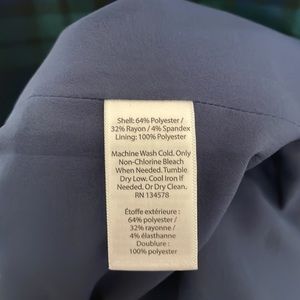 Shell: 64% Polyester /
32% Rayon / 4% Spandex
Lining: 100% Polyester
Machine Wash Cold. Only
Non-Chlorine Bleach
When Needed. Tumble
Dry Low. Cool Iron If
Needed. Or Dry Clean.
RN 134578
Étoffe extérieure :
64% polyester /
32% rayonne /
4% élasthanne
Doublure :
100% polyester